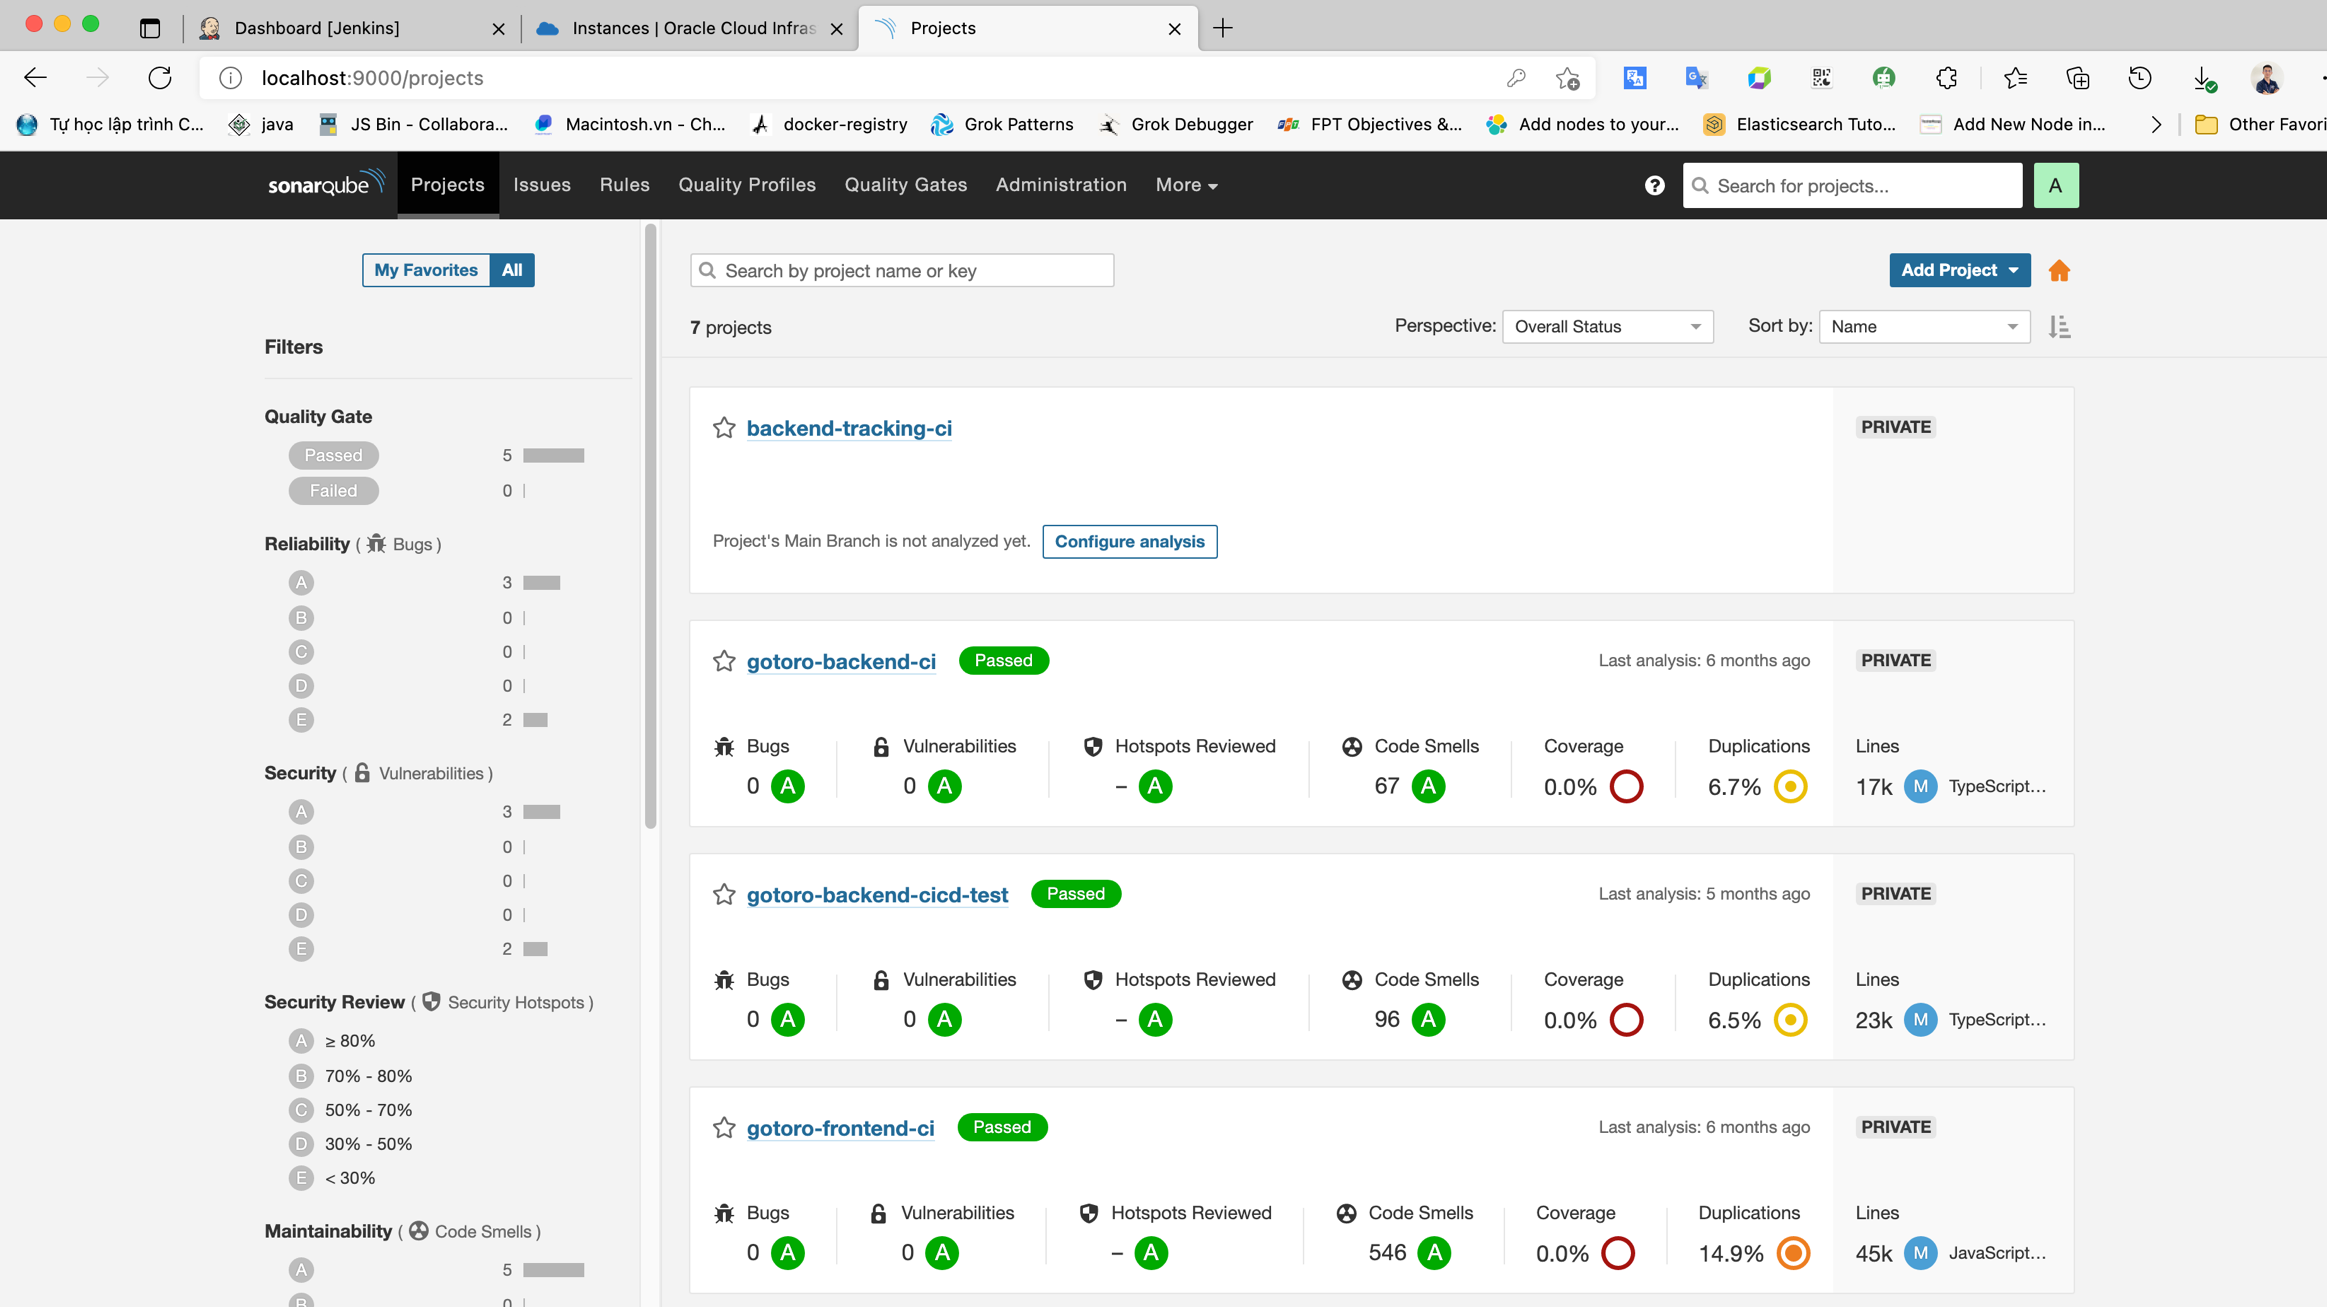 Dashboard [Jenkins]
Instances | Oracle Cloud Infras
Projects
localhost:9000/projects
Tự học lập trình C...
java
JS Bin - Collabora...
Macintosh.vn - Ch...
docker-registry
Grok Patterns
Grok Debugger
FPT Objectives &...
Add nodes to your...
Elasticsearch Tuto...
Add New Node in...
Other Favori
sonarqube
Projects
Issues
Rules
Quality Profiles
Quality Gates
Administration
More
Search for projects...
A
My Favorites
All
Search by project name or key
Add Project
7 projects
Perspective:
Overall Status
Sort by:
Name
Filters
Quality Gate
Passed 5
Failed 0
Reliability ( Bugs )
A 3
B 0
C 0
D 0
E 2
Security ( Vulnerabilities )
A 3
B 0
C 0
D 0
E 2
Security Review ( Security Hotspots )
A ≥ 80%
B 70% - 80%
C 50% - 70%
D 30% - 50%
E < 30%
Maintainability ( Code Smells )
A 5
B 0
backend-tracking-ci
PRIVATE
Project's Main Branch is not analyzed yet.
Configure analysis
gotoro-backend-ci Passed
Last analysis: 6 months ago
PRIVATE
Bugs Vulnerabilities Hotspots Reviewed Code Smells Coverage Duplications Lines
0 A 0 A – A 67 A 0.0% 6.7% 17k M TypeScript...
gotoro-backend-cicd-test Passed
Last analysis: 5 months ago
PRIVATE
Bugs Vulnerabilities Hotspots Reviewed Code Smells Coverage Duplications Lines
0 A 0 A – A 96 A 0.0% 6.5% 23k M TypeScript...
gotoro-frontend-ci Passed
Last analysis: 6 months ago
PRIVATE
Bugs Vulnerabilities Hotspots Reviewed Code Smells Coverage Duplications Lines
0 A 0 A – A 546 A 0.0% 14.9% 45k M JavaScript...